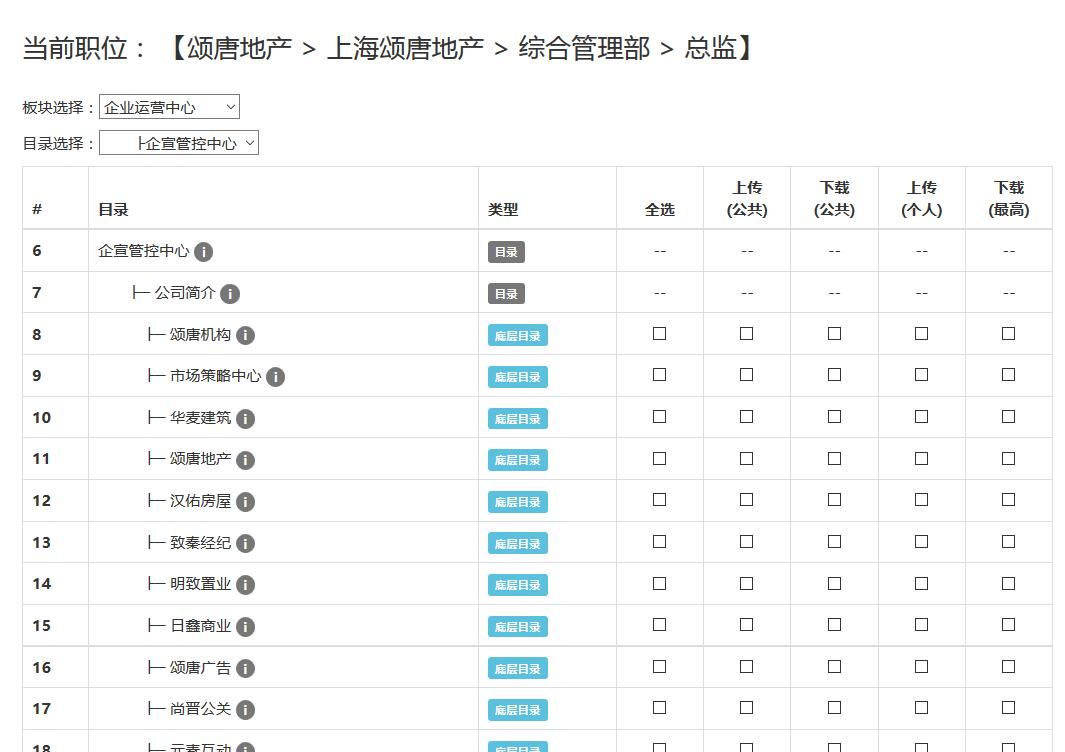 当前职位： 【颂唐地产 > 上海颂唐地产 > 综合管理部 > 总监】
板块选择：企业运营中心
目录选择：├企宣管控中心
# 目录 类型 全选 上传(公共) 下载(公共) 上传(个人) 下载(最高)
6 企宣管控中心 i 目录 -- -- -- -- --
7 ├─ 公司简介 i 目录 -- -- -- -- --
8 ├─ 颂唐机构 i 底层目录
9 ├─ 市场策略中心 i 底层目录
10 ├─ 华麦建筑 i 底层目录
11 ├─ 颂唐地产 i 底层目录
12 ├─ 汉佑房屋 i 底层目录
13 ├─ 致秦经纪 i 底层目录
14 ├─ 明致置业 i 底层目录
15 ├─ 日鑫商业 i 底层目录
16 ├─ 颂唐广告 i 底层目录
17 ├─ 尚晋公关 i 底层目录
18 ├─ 元素互动 i 底层目录